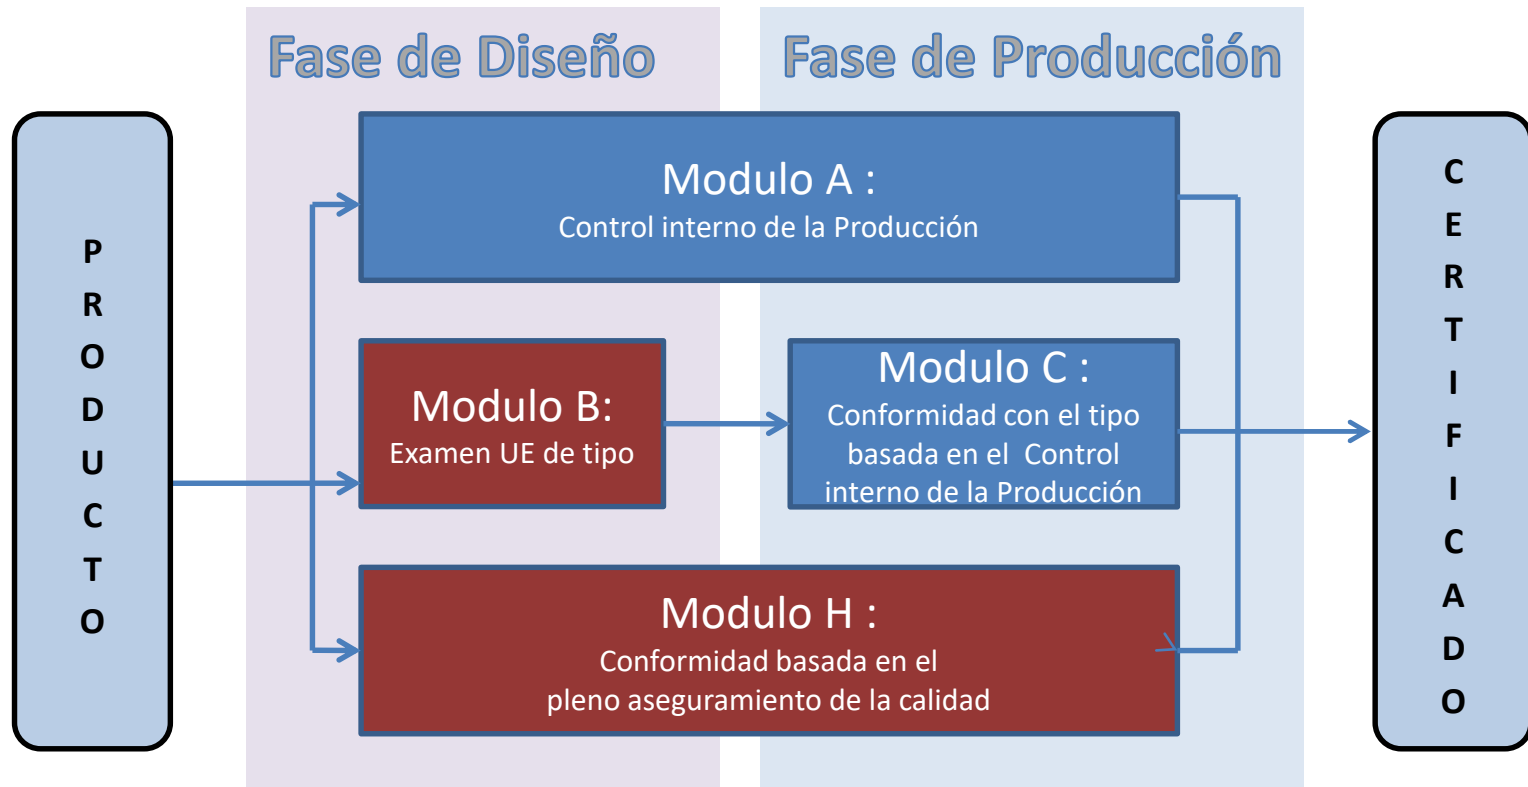 Fase de Diseño
Fase de Producción
PRODUCTO
Modulo A :
Control interno de la Producción
Modulo B:
Examen UE de tipo
Modulo C :
Conformidad con el tipo
basada en el Control
interno de la Producción
Modulo H :
Conformidad basada en el
pleno aseguramiento de la calidad
CERTIFICADO